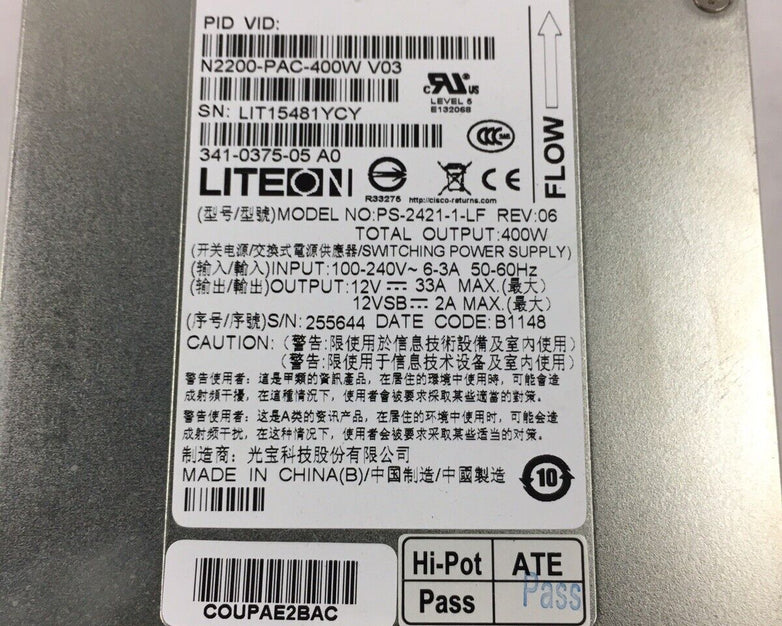 PID VID:
N2200-PAC-400W V03
SN: LIT15481YCY
341-0375-05 A0
c RU US
LEVEL 5
E132068
CCC
FLOW
LITEON
R33275
http://cisco-returns.com
CE
(型号/型號)MODEL NO:PS-2421-1-LF REV:06
TOTAL OUTPUT:400W
(开关电源/交換式電源供應器/SWITCHING POWER SUPPLY)
(输入/輸入)INPUT:100-240V~ 6-3A 50-60Hz
(输出/輸出)OUTPUT:12V⎓ 33A MAX.(最大)
12VSB⎓ 2A MAX.(最大)
(序号/序號)S/N: 255644 DATE CODE:B1148
CAUTION: (警告:限使用於信息技術設備及室內使用)
(警告:限使用于信息技术设备及室内使用)
警告使用者: 這是甲類的資訊產品, 在居住的環境中使用時, 可能會造
成射頻干擾, 在這種情況下, 使用者會被要求採取某些適當的對策。
警告使用者: 这是A类的资讯产品, 在居住的环境中使用时, 可能会造
成射频干扰, 在这种情况下, 使用者会被要求采取某些适当的对策。
制造商: 光宝科技股份有限公司
MADE IN CHINA(B)/中国制造/中國製造
10
COUPAE2BAC
Hi-Pot ATE
Pass Pass